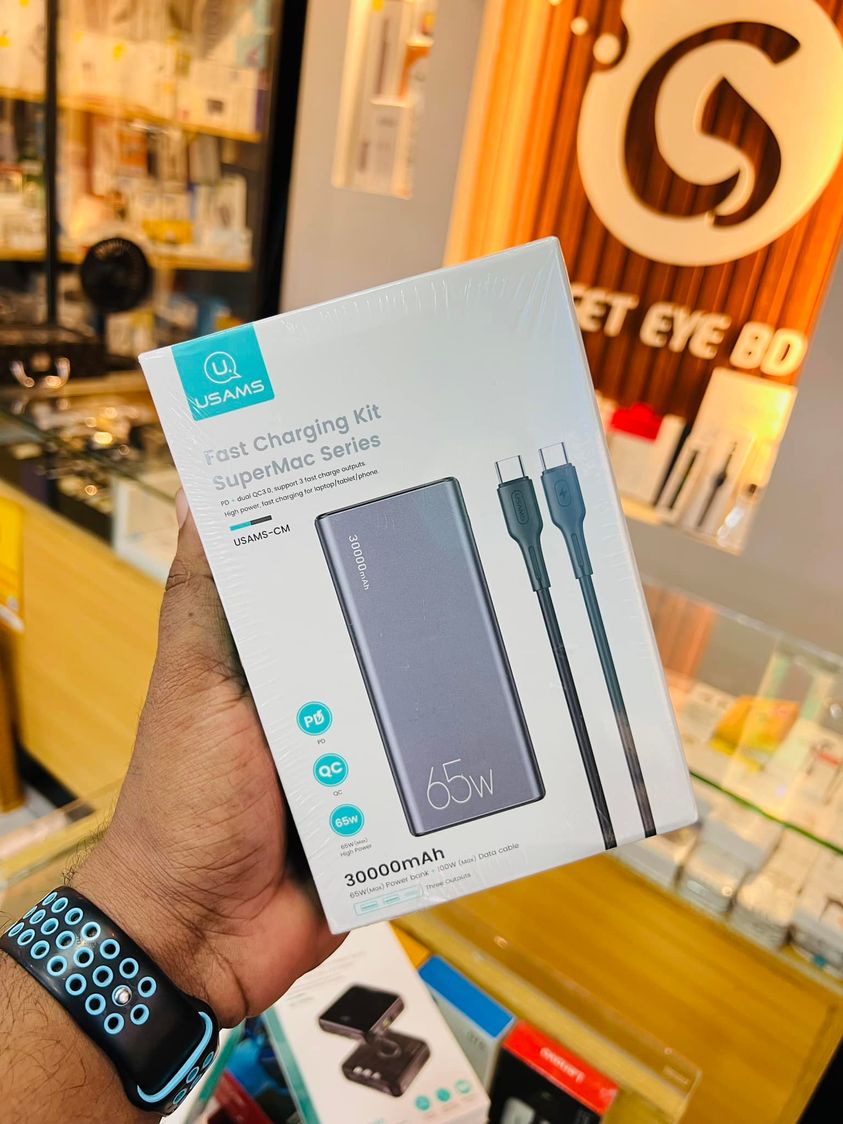 U.
USAMS
Fast Charging Kit
SuperMac Series
PD + dual QC3.0, support 3 fast charge outputs.
High power, fast charging for laptop/tablet/phone.
USAMS-CM
30000mAh
USAMS
65W
PD
PD
QC
QC
65W
65W(Max)
High Power
30000mAh
65W(Max) Power bank + 100W (Max) Data cable
Three Outputs
ET EYE BD